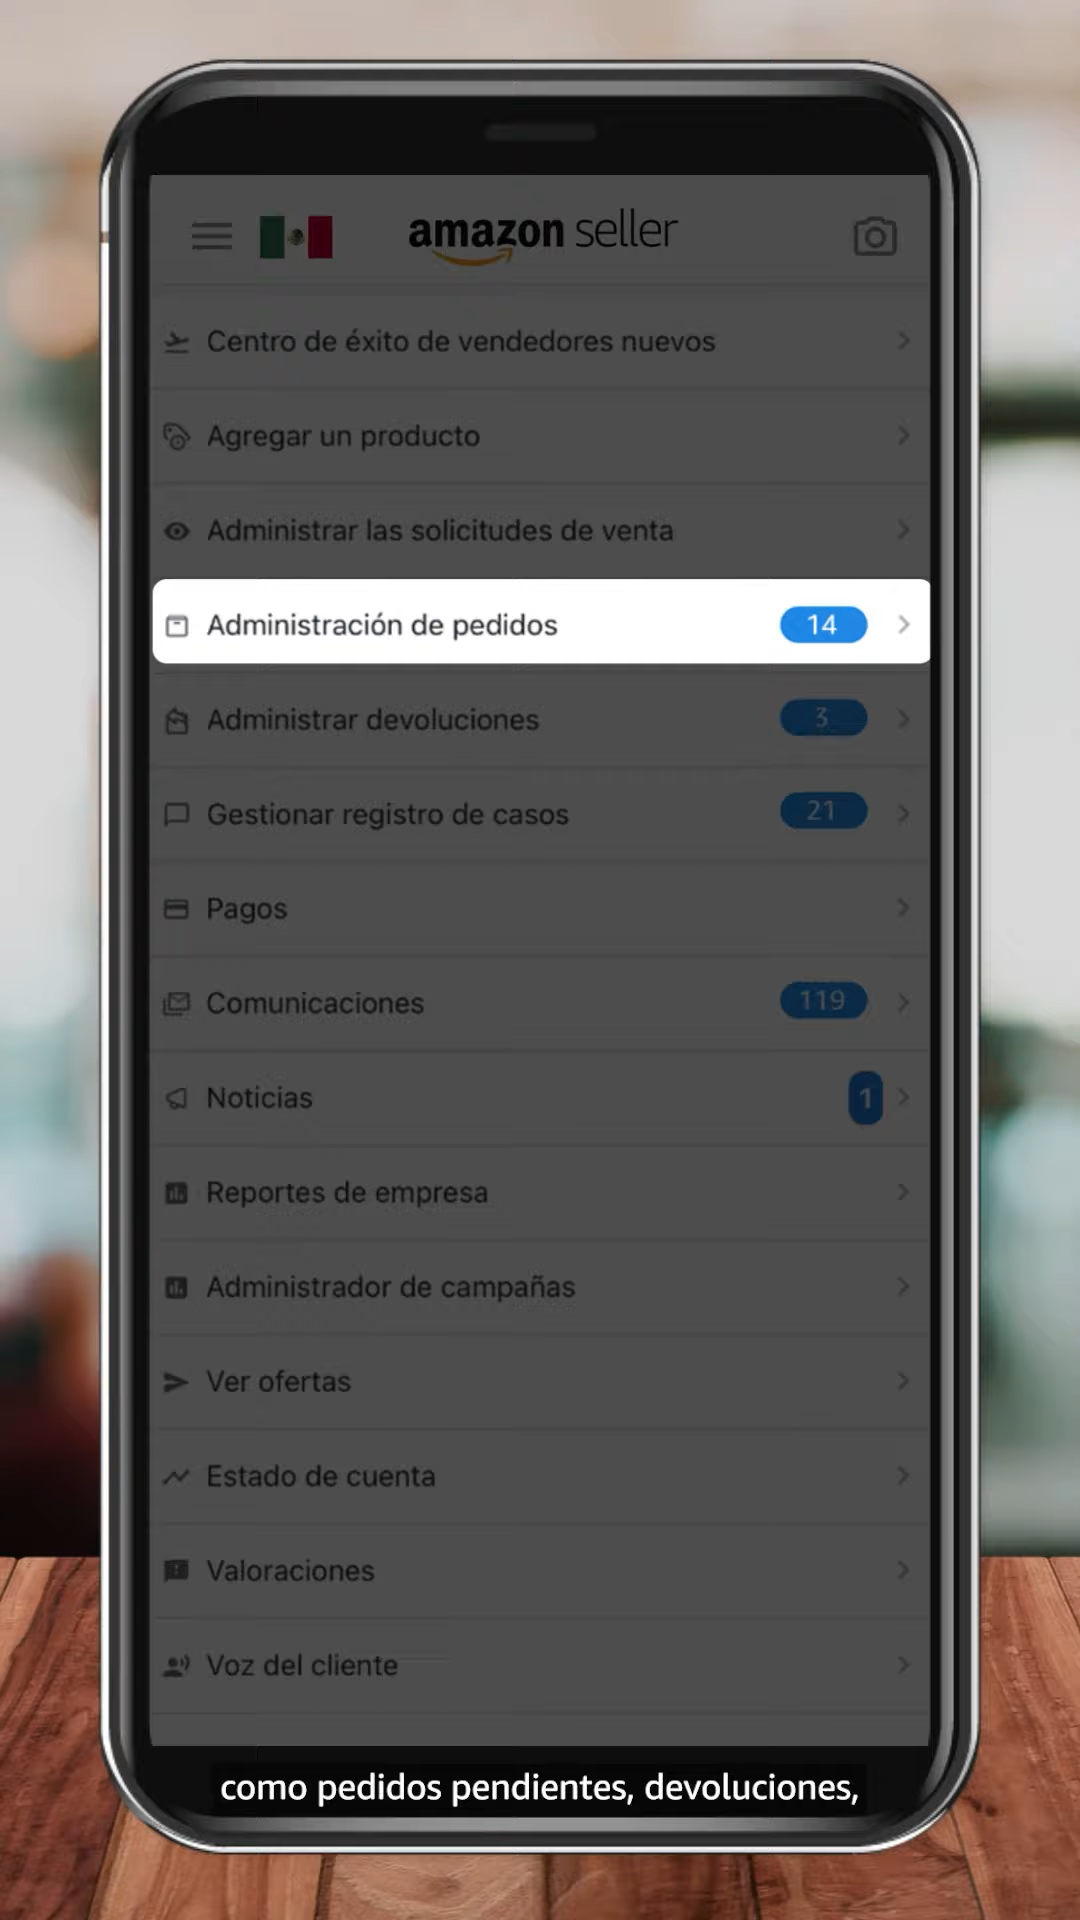 amazon seller
Centro de éxito de vendedores nuevos
Agregar un producto
Administrar las solicitudes de venta
Administración de pedidos 14
Administrar devoluciones 3
Gestionar registro de casos 21
Pagos
Comunicaciones 119
Noticias 1
Reportes de empresa
Administrador de campañas
Ver ofertas
Estado de cuenta
Valoraciones
Voz del cliente
como pedidos pendientes, devoluciones,